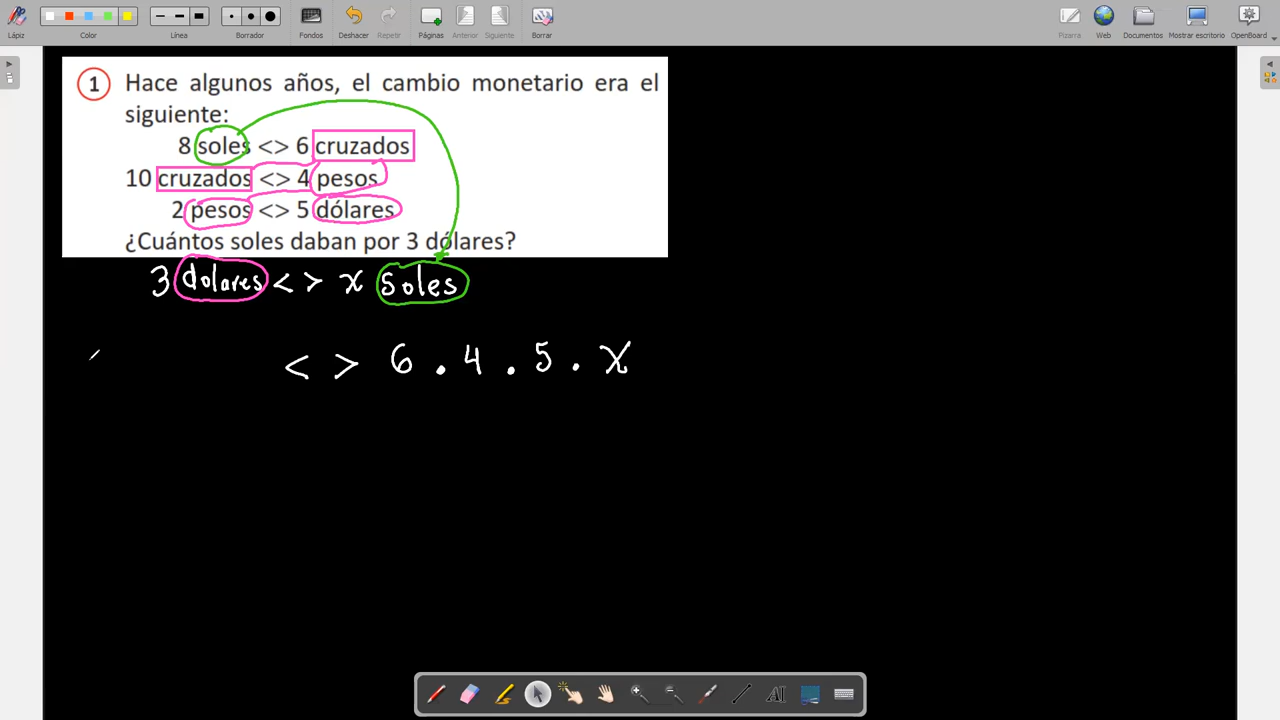 Lápiz Color Línea Borrador Fondos Deshacer Repetir Páginas Anterior Siguiente Borrar Pizarra Web Documentos Mostrar escritorio OpenBoard
1 Hace algunos años, el cambio monetario era el
siguiente:
8 soles <> 6 cruzados
10 cruzados <> 4 pesos
2 pesos <> 5 dólares
¿Cuántos soles daban por 3 dólares?
3 dolares < > x soles
< > 6 . 4 . 5 . x
AI